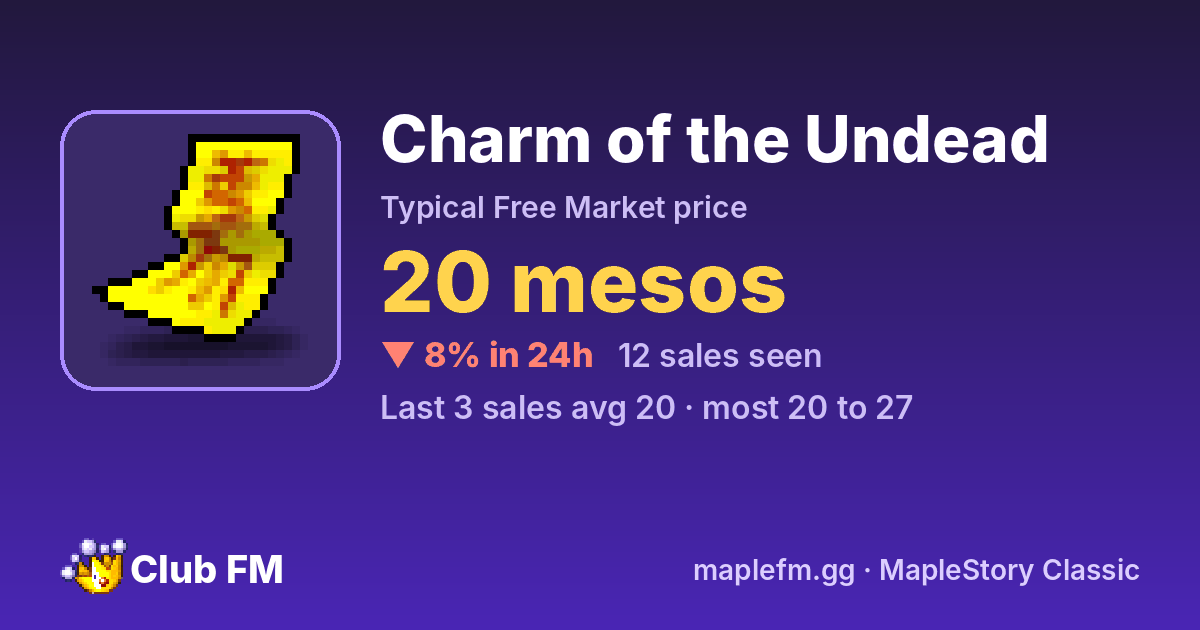 Charm of the Undead
Typical Free Market price
20 mesos
▼ 8% in 24h 12 sales seen
Last 3 sales avg 20 · most 20 to 27
Club FM
maplefm.gg · MapleStory Classic